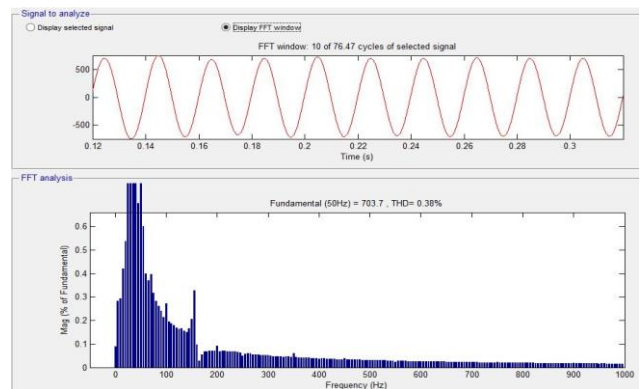 Signal to analyze
Display selected signal
Display FFT window
FFT window: 10 of 76.47 cycles of selected signal
500
0
-500
0.12 0.14 0.16 0.18 0.2 0.22 0.24 0.26 0.28 0.3
Time (s)
FFT analysis
Fundamental (50Hz) = 703.7 , THD= 0.38%
Mag (% of Fundamental)
0.6
0.5
0.4
0.3
0.2
0.1
0
0 100 200 300 400 500 600 700 800 900 1000
Frequency (Hz)